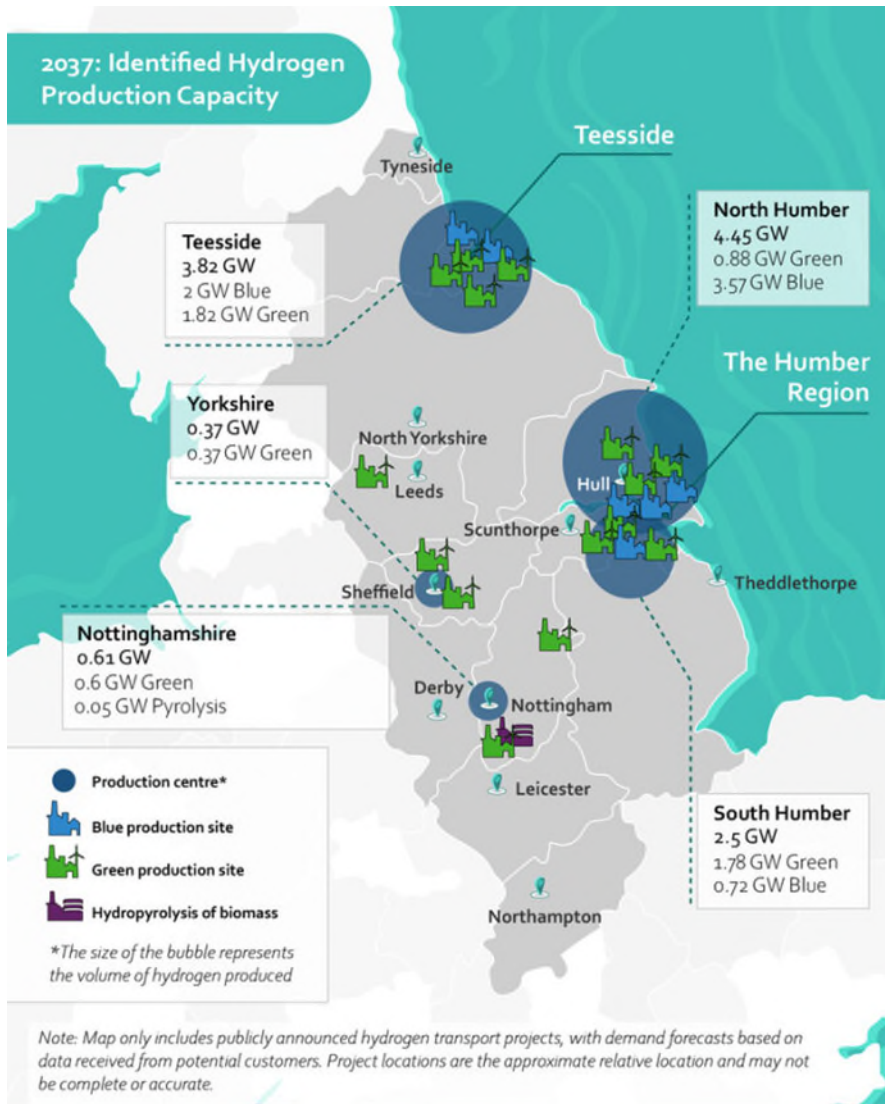 2037: Identified Hydrogen
Production Capacity
Teesside
Tyneside
Teesside
3.82 GW
2 GW Blue
1.82 GW Green
North Humber
4.45 GW
0.88 GW Green
3.57 GW Blue
The Humber
Region
Yorkshire
0.37 GW
0.37 GW Green
North Yorkshire
Leeds
Hull
Scunthorpe
Sheffield
Theddlethorpe
Nottinghamshire
0.61 GW
0.6 GW Green
0.05 GW Pyrolysis
Derby
Nottingham
Leicester
Northampton
South Humber
2.5 GW
1.78 GW Green
0.72 GW Blue
Production centre*
Blue production site
Green production site
Hydropyrolysis of biomass
*The size of the bubble represents
the volume of hydrogen produced
Note: Map only includes publicly announced hydrogen transport projects, with demand forecasts based on
data received from potential customers. Project locations are the approximate relative location and may not
be complete or accurate.